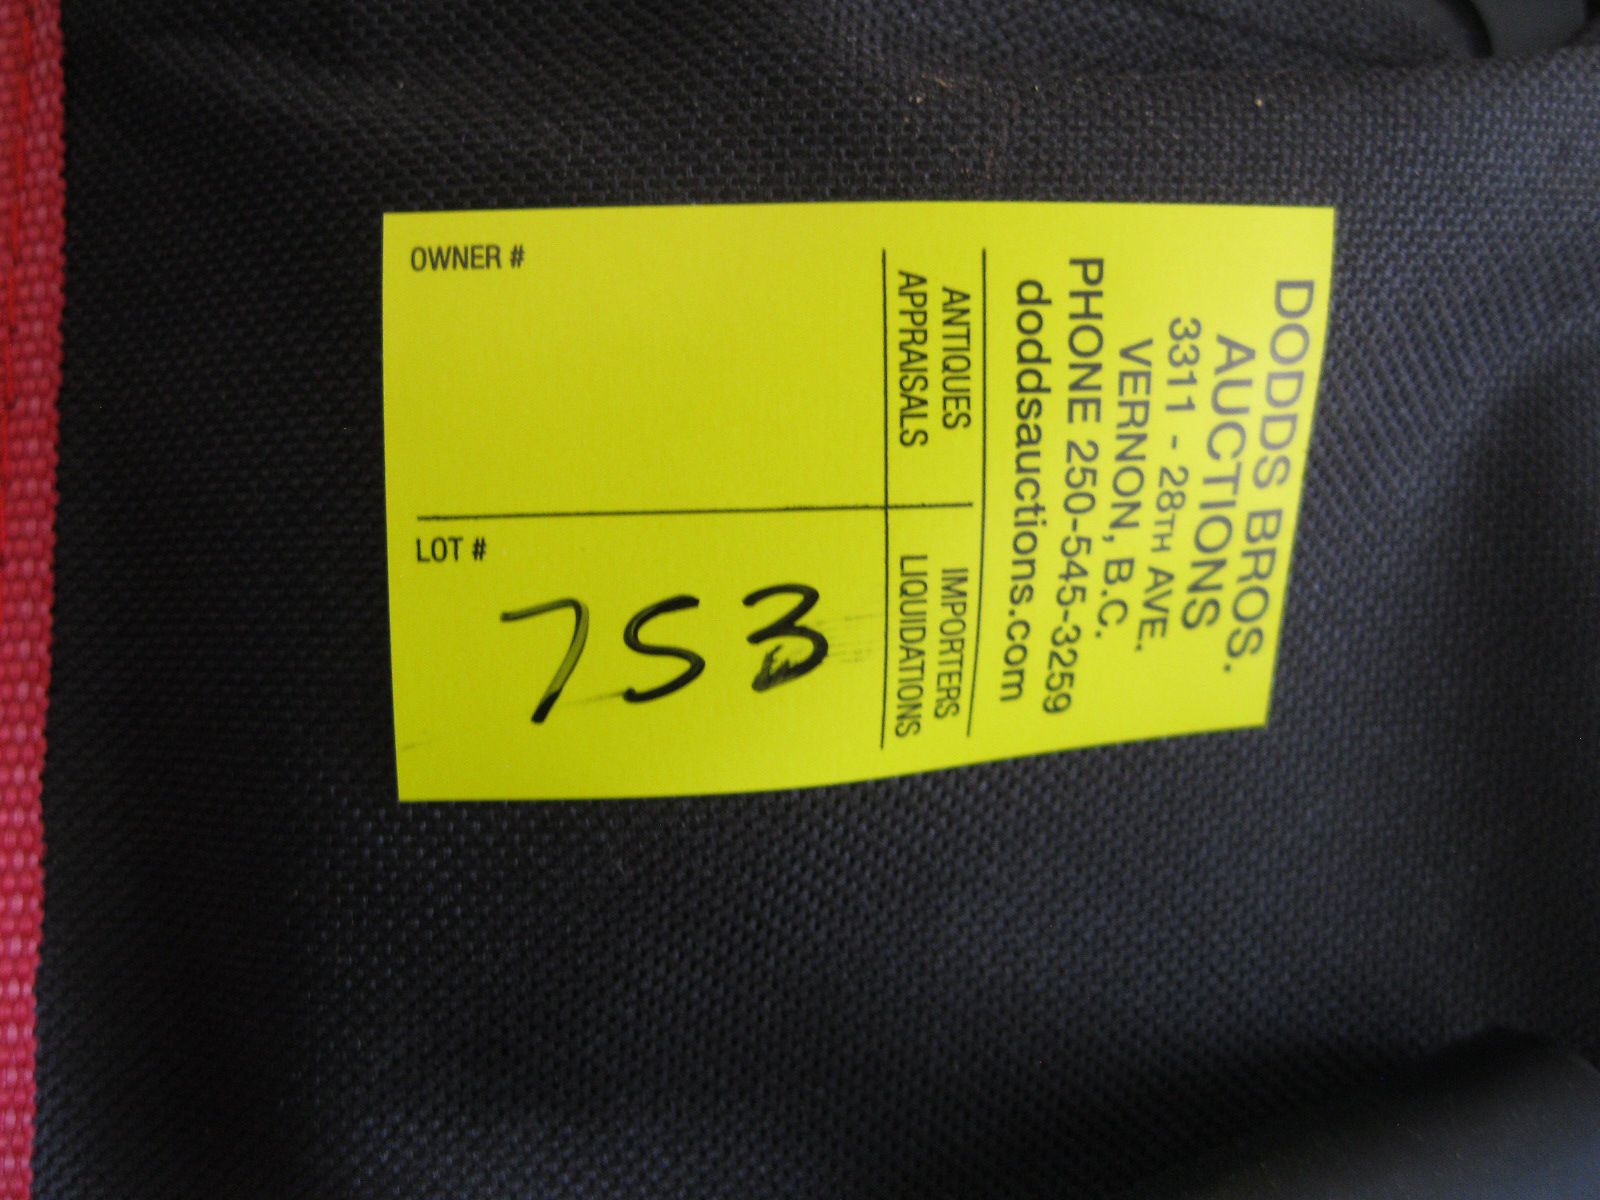 DODDS BROS.
AUCTIONS
3311 - 28TH AVE.
VERNON, B.C.
PHONE 250-545-3259
doddsauctions.com
ANTIQUES
APPRAISALS
IMPORTERS
LIQUIDATIONS
OWNER #
LOT #
753